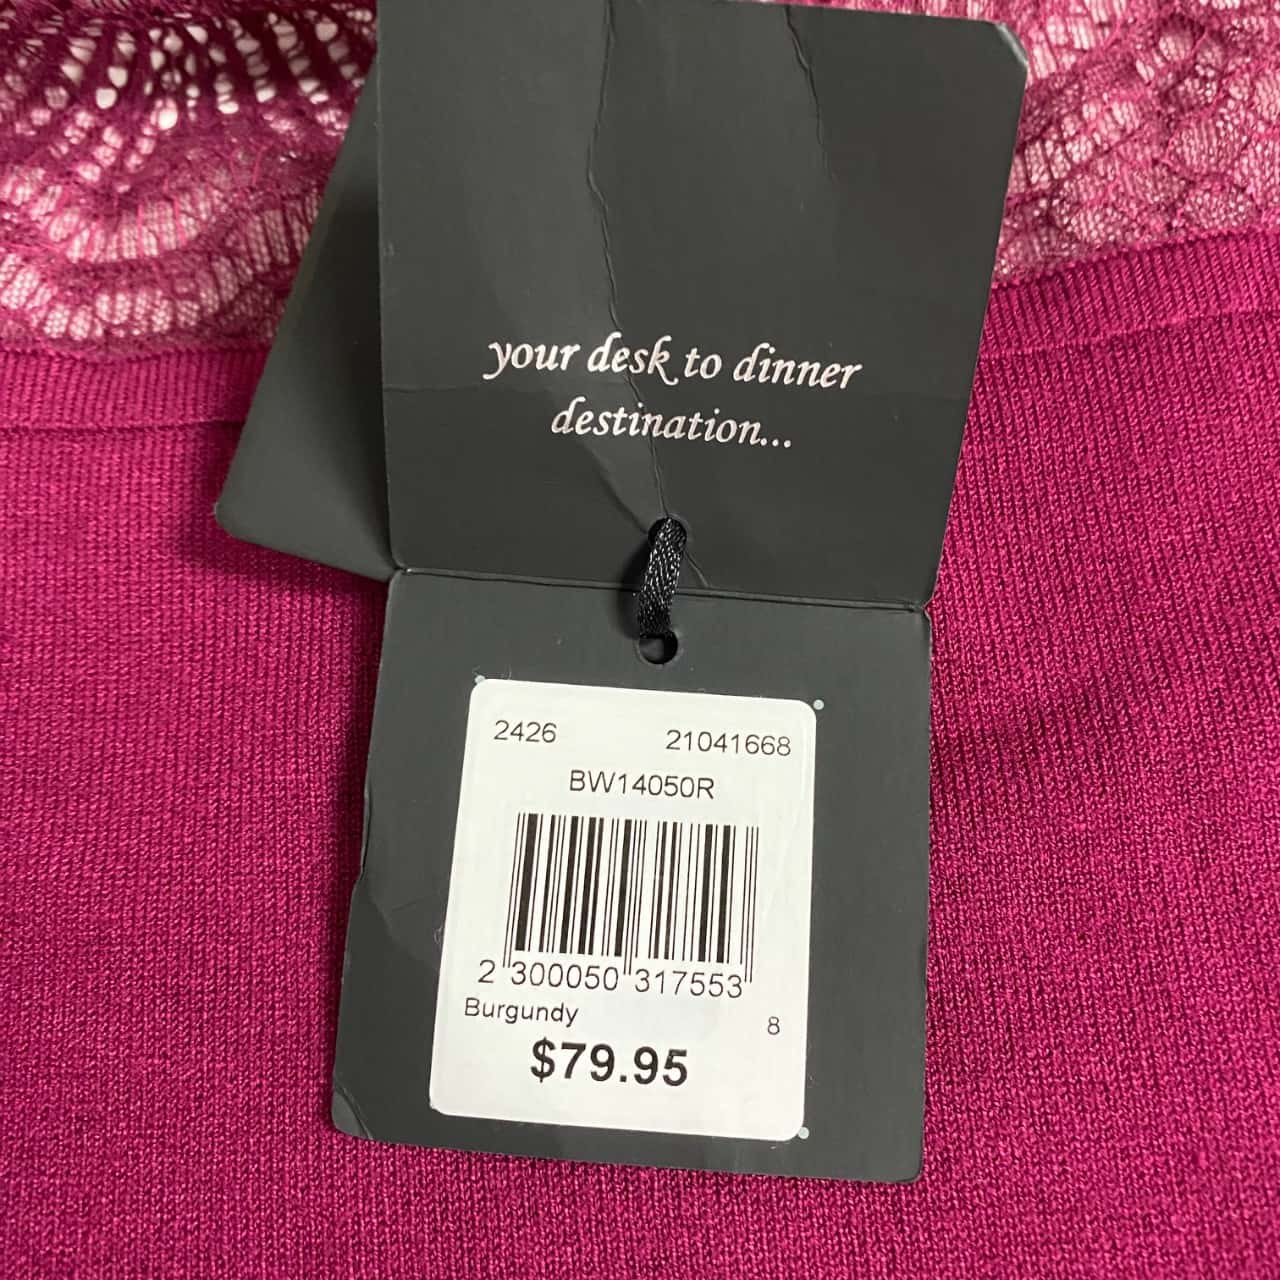 your desk to dinner
destination...
2426 21041668
BW14050R
2 300050 317553
Burgundy 8
$79.95